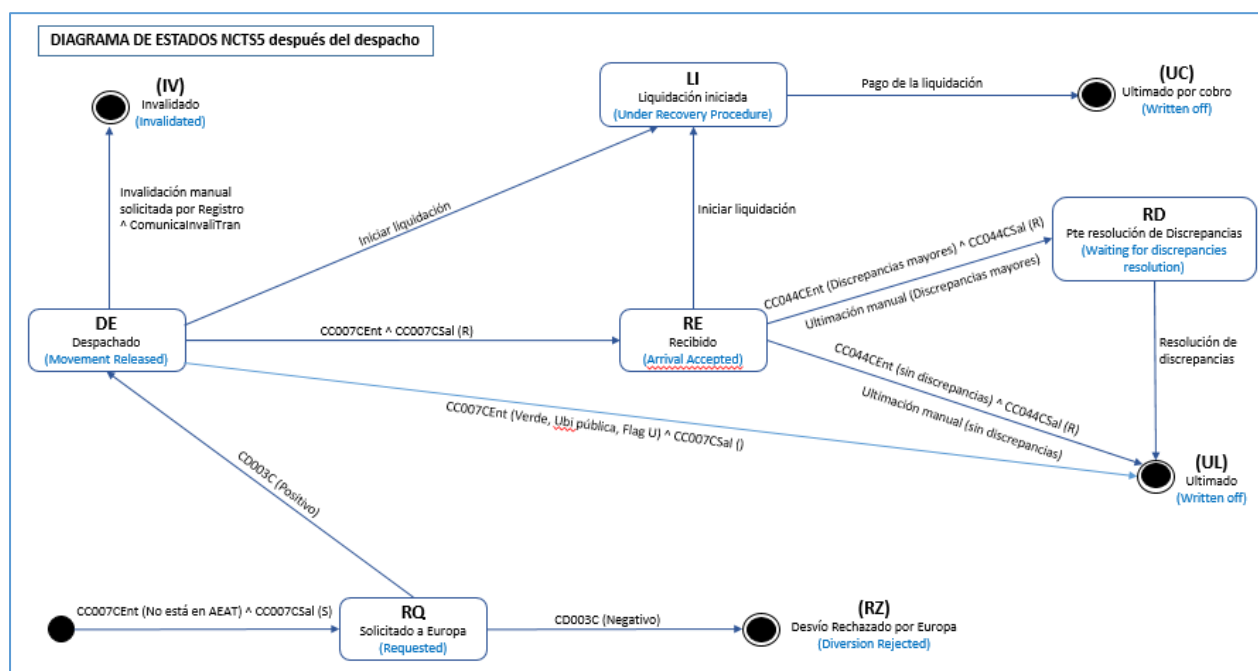 DIAGRAMA DE ESTADOS NCTS5 después del despacho
(IV)
Invalidado
(Invalidated)
LI
Liquidación iniciada
(Under Recovery Procedure)
Pago de la liquidación
(UC)
Ultimado por cobro
(Written off)
Invalidación manual
solicitada por Registro
^ ComunicaInvaliTran
Iniciar liquidación
Iniciar liquidación
RD
Pte resolución de Discrepancias
(Waiting for discrepancies
resolution)
CC044CEnt (Discrepancias mayores) ^ CC044CSal (R)
Ultimación manual (Discrepancias mayores)
DE
Despachado
(Movement Released)
CC007CEnt ^ CC007CSal (R)
RE
Recibido
(Arrival Accepted)
Resolución de
discrepancias
CC044CEnt (sin discrepancias) ^ CC044CSal (R)
Ultimación manual (sin discrepancias)
CC007CEnt (Verde, Ubi pública, Flag U) ^ CC007CSal ()
(UL)
Ultimado
(Written off)
CD003C (Positivo)
CC007CEnt (No está en AEAT) ^ CC007CSal (S)
RQ
Solicitado a Europa
(Requested)
CD003C (Negativo)
(RZ)
Desvío Rechazado por Europa
(Diversion Rejected)